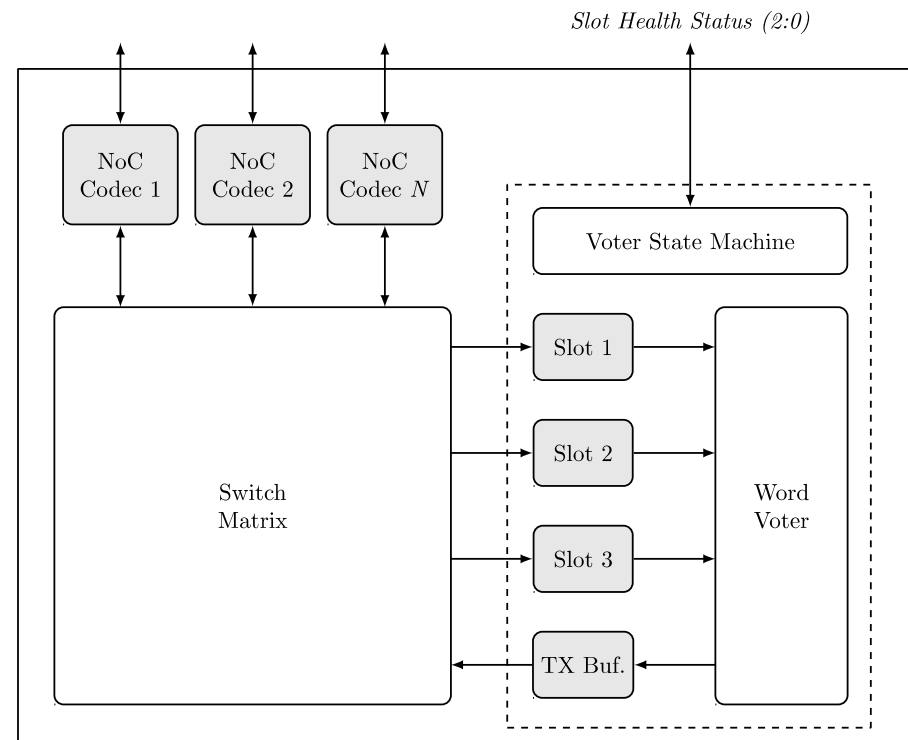 Slot Health Status (2:0)
NoC
Codec 1
NoC
Codec 2
NoC
Codec N
Voter State Machine
Slot 1
Slot 2
Switch
Matrix
Word
Voter
Slot 3
TX Buf.